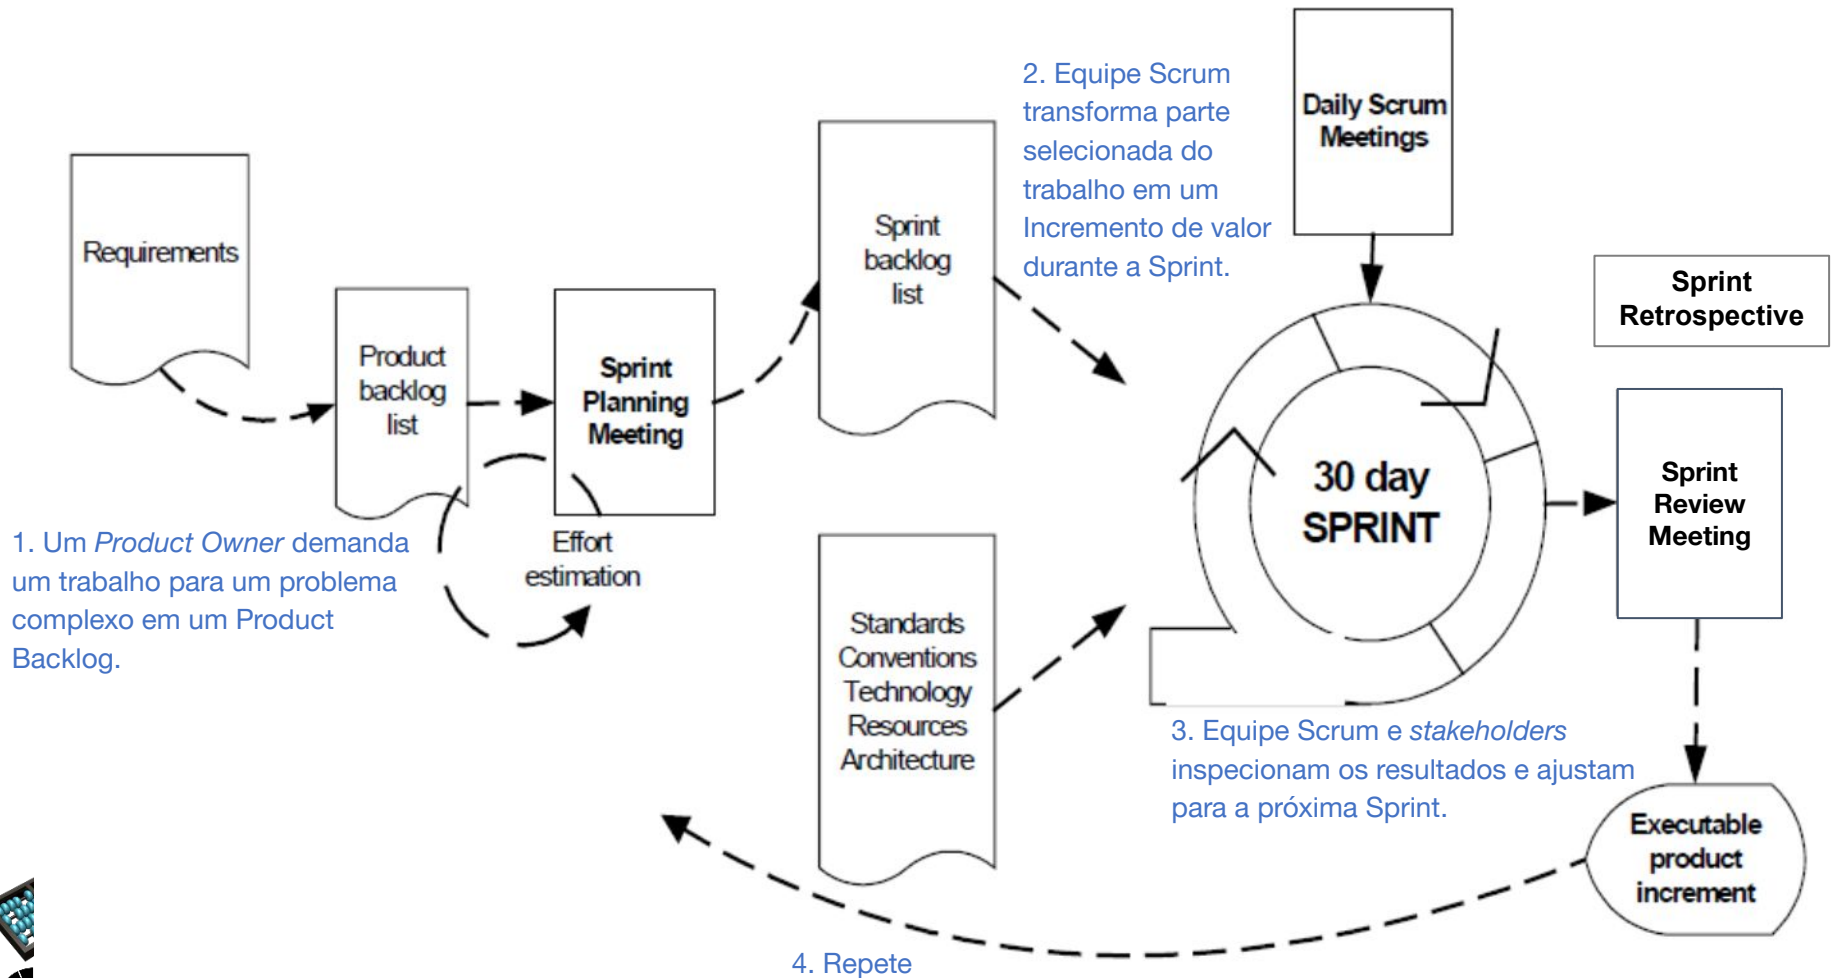 Requirements
Product
backlog
list
Sprint
Planning
Meeting
Effort
estimation
1. Um Product Owner demanda
um trabalho para um problema
complexo em um Product
Backlog.
Sprint
backlog
list
2. Equipe Scrum
transforma parte
selecionada do
trabalho em um
Incremento de valor
durante a Sprint.
Daily Scrum
Meetings
Standards
Conventions
Technology
Resources
Architecture
30 day
SPRINT
Sprint
Retrospective
Sprint
Review
Meeting
3. Equipe Scrum e stakeholders
inspecionam os resultados e ajustam
para a próxima Sprint.
Executable
product
increment
4. Repete